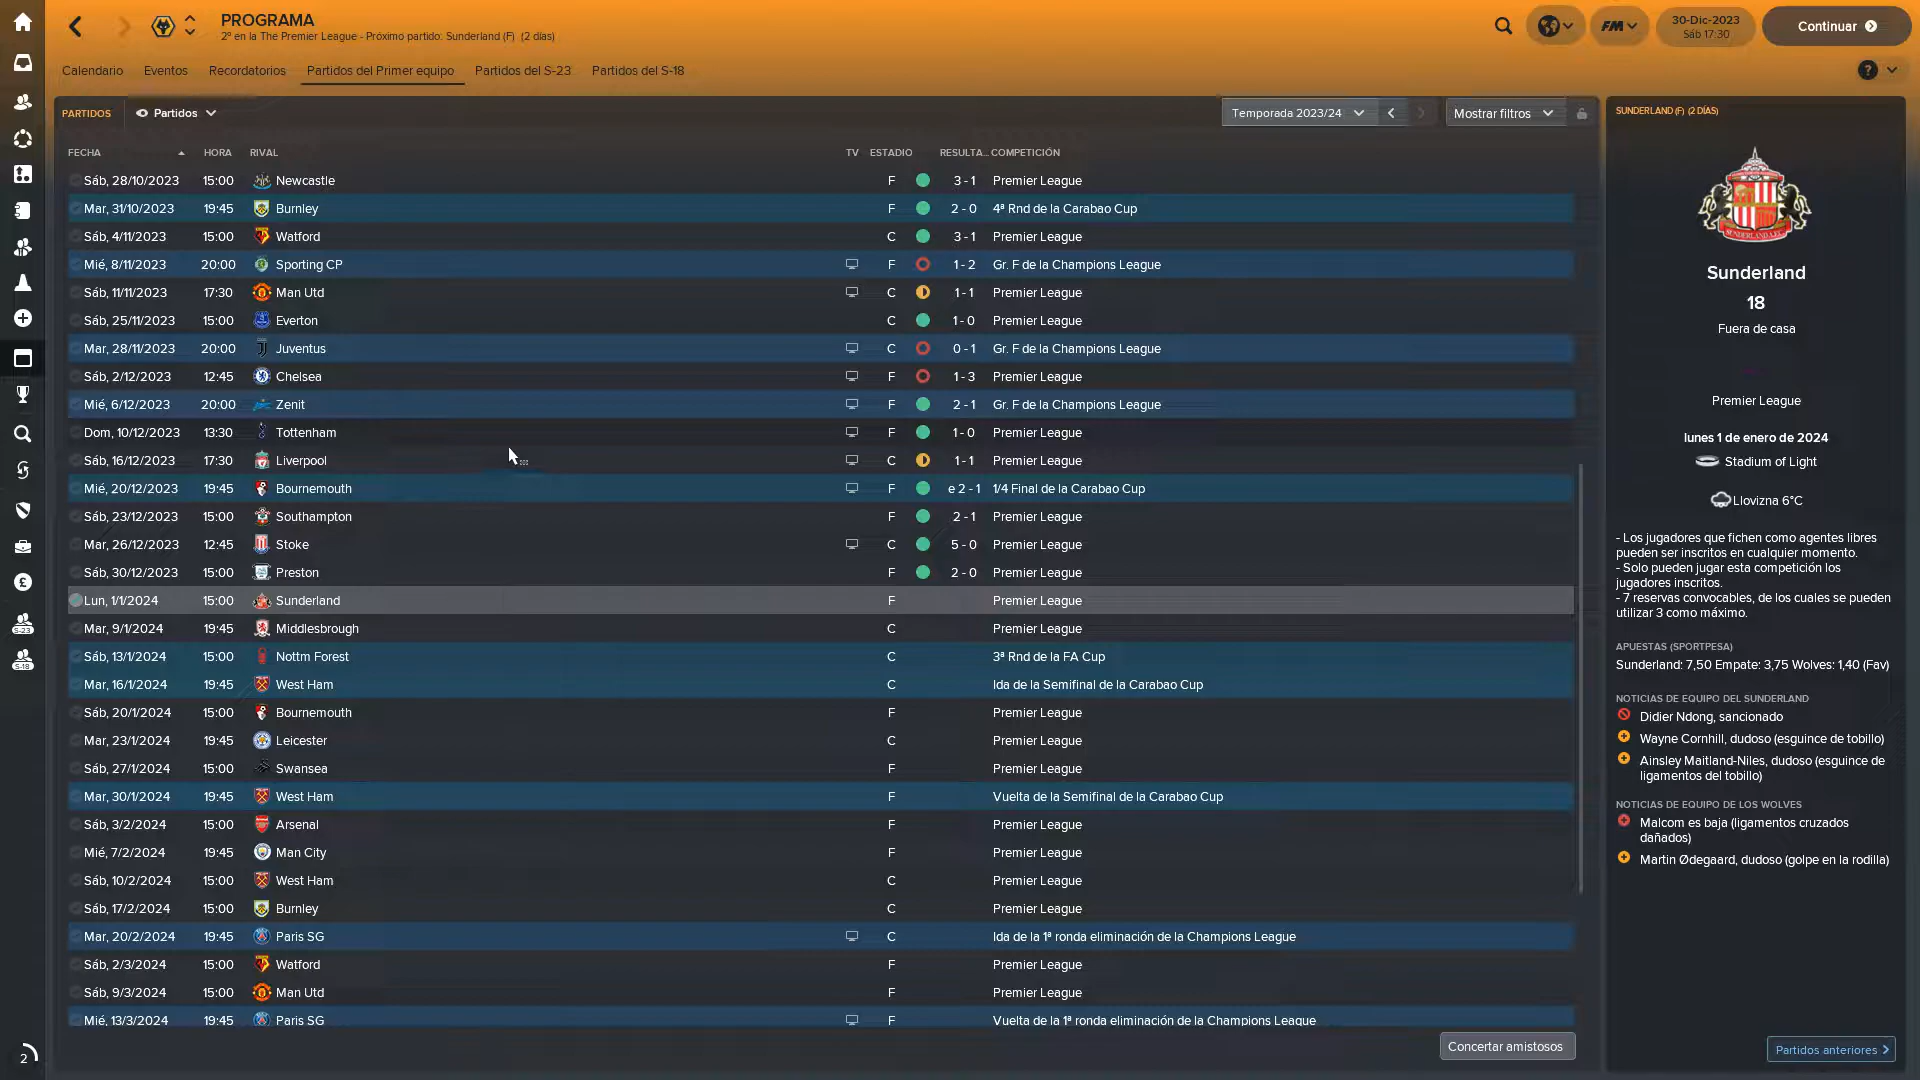 PROGRAMA
2º en la The Premier League - Próximo partido: Sunderland (F) (2 días)
FM
30-Dic-2023
Sáb 17:30
Continuar
Calendario Eventos Recordatorios Partidos del Primer equipo Partidos del S-23 Partidos del S-18
?
PARTIDOS Partidos Temporada 2023/24 Mostrar filtros
FECHA HORA RIVAL TV ESTADIO RESULTA... COMPETICIÓN
Sáb, 28/10/2023 15:00 Newcastle F 3 - 1 Premier League
Mar, 31/10/2023 19:45 Burnley F 2 - 0 4ª Rnd de la Carabao Cup
Sáb, 4/11/2023 15:00 Watford C 3 - 1 Premier League
Mié, 8/11/2023 20:00 Sporting CP F 1 - 2 Gr. F de la Champions League
Sáb, 11/11/2023 17:30 Man Utd C 1 - 1 Premier League
Sáb, 25/11/2023 15:00 Everton C 1 - 0 Premier League
Mar, 28/11/2023 20:00 Juventus C 0 - 1 Gr. F de la Champions League
Sáb, 2/12/2023 12:45 Chelsea F 1 - 3 Premier League
Mié, 6/12/2023 20:00 Zenit F 2 - 1 Gr. F de la Champions League
Dom, 10/12/2023 13:30 Tottenham F 1 - 0 Premier League
Sáb, 16/12/2023 17:30 Liverpool C 1 - 1 Premier League
Mié, 20/12/2023 19:45 Bournemouth F e 2 - 1 1/4 Final de la Carabao Cup
Sáb, 23/12/2023 15:00 Southampton F 2 - 1 Premier League
Mar, 26/12/2023 12:45 Stoke C 5 - 0 Premier League
Sáb, 30/12/2023 15:00 Preston F 2 - 0 Premier League
Lun, 1/1/2024 15:00 Sunderland F Premier League
Mar, 9/1/2024 19:45 Middlesbrough C Premier League
Sáb, 13/1/2024 15:00 Nottm Forest C 3ª Rnd de la FA Cup
Mar, 16/1/2024 19:45 West Ham C Ida de la Semifinal de la Carabao Cup
Sáb, 20/1/2024 15:00 Bournemouth F Premier League
Mar, 23/1/2024 19:45 Leicester C Premier League
Sáb, 27/1/2024 15:00 Swansea F Premier League
Mar, 30/1/2024 19:45 West Ham F Vuelta de la Semifinal de la Carabao Cup
Sáb, 3/2/2024 15:00 Arsenal F Premier League
Mié, 7/2/2024 19:45 Man City F Premier League
Sáb, 10/2/2024 15:00 West Ham C Premier League
Sáb, 17/2/2024 15:00 Burnley C Premier League
Mar, 20/2/2024 19:45 Paris SG C Ida de la 1ª ronda eliminación de la Champions League
Sáb, 2/3/2024 15:00 Watford F Premier League
Sáb, 9/3/2024 15:00 Man Utd F Premier League
Mié, 13/3/2024 19:45 Paris SG F Vuelta de la 1ª ronda eliminación de la Champions League
Concertar amistosos
SUNDERLAND (F) (2 DÍAS)
SUNDERLAND A.F.C.
Sunderland
18
Fuera de casa
Premier League
lunes 1 de enero de 2024
Stadium of Light
Llovizna 6°C
- Los jugadores que fichen como agentes libres
pueden ser inscritos en cualquier momento.
- Solo pueden jugar esta competición los
jugadores inscritos.
- 7 reservas convocables, de los cuales se pueden
utilizar 3 como máximo.
APUESTAS (SPORTPESA)
Sunderland: 7,50 Empate: 3,75 Wolves: 1,40 (Fav)
NOTICIAS DE EQUIPO DEL SUNDERLAND
Didier Ndong, sancionado
Wayne Cornhill, dudoso (esguince de tobillo)
Ainsley Maitland-Niles, dudoso (esguince de
ligamentos del tobillo)
NOTICIAS DE EQUIPO DE LOS WOLVES
Malcom es baja (ligamentos cruzados
dañados)
Martin Ødegaard, dudoso (golpe en la rodilla)
Partidos anteriores
S-23
S-18
2